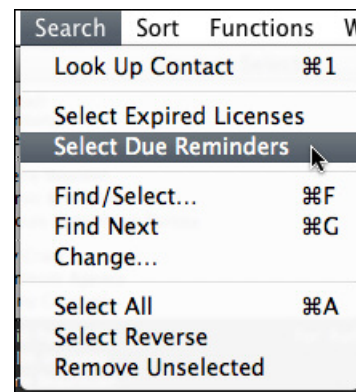 Search Sort Functions
Look Up Contact ⌘1
Select Expired Licenses
Select Due Reminders
Find/Select... ⌘F
Find Next ⌘G
Change...
Select All ⌘A
Select Reverse
Remove Unselected